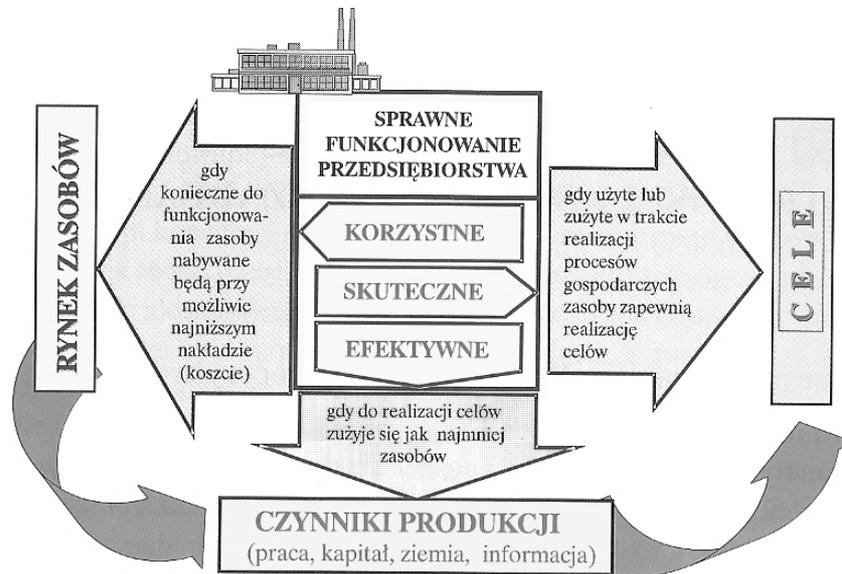 SPRAWNE
FUNKCJONOWANIE
PRZEDSIĘBIORSTWA
RYNEK ZASOBÓW
gdy
konieczne do
funkcjonowa-
nia zasoby
nabywane
będą przy
możliwie
najniższym
nakładzie
(koszcie)
KORZYSTNE
SKUTECZNE
EFEKTYWNE
gdy użyte lub
zużyte w trakcie
realizacji
procesów
gospodarczych
zasoby zapewnią
realizację
celów
CELE
gdy do realizacji celów
zużyje się jak najmniej
zasobów
CZYNNIKI PRODUKCJI
(praca, kapitał, ziemia, informacja)